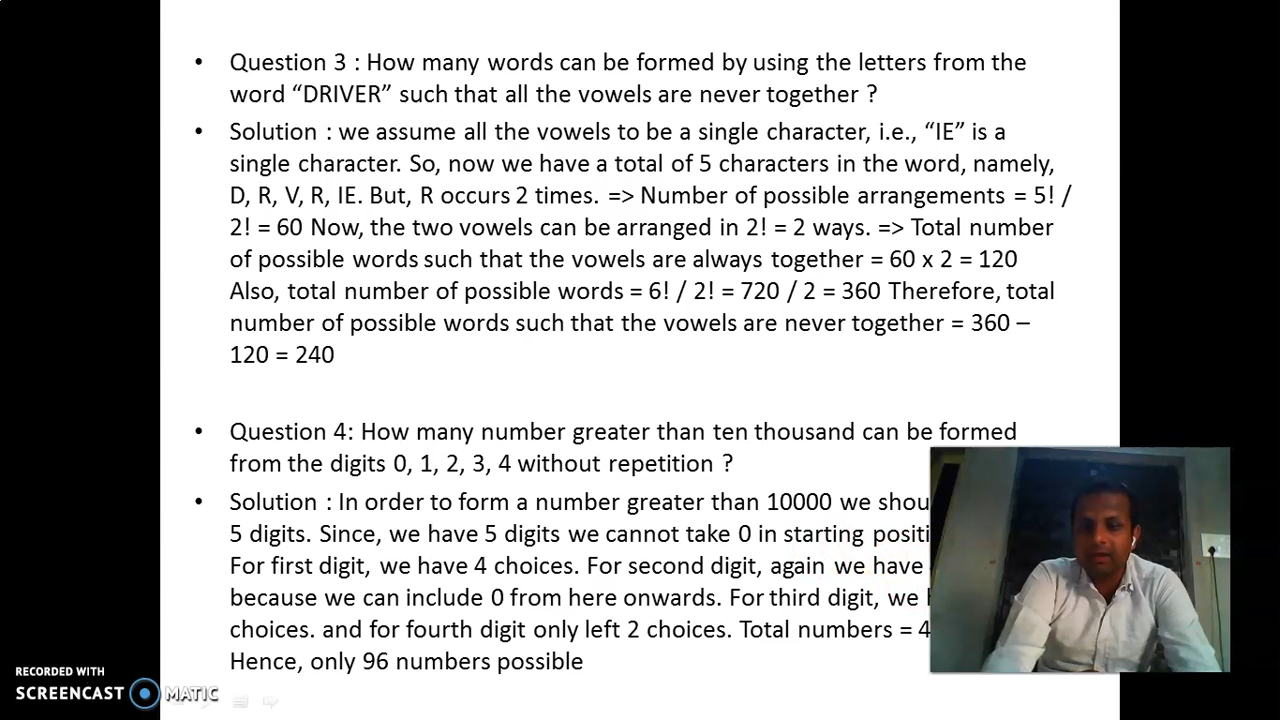 • Question 3 : How many words can be formed by using the letters from the
word “DRIVER” such that all the vowels are never together ?
• Solution : we assume all the vowels to be a single character, i.e., “IE” is a
single character. So, now we have a total of 5 characters in the word, namely,
D, R, V, R, IE. But, R occurs 2 times. => Number of possible arrangements = 5! /
2! = 60 Now, the two vowels can be arranged in 2! = 2 ways. => Total number
of possible words such that the vowels are always together = 60 x 2 = 120
Also, total number of possible words = 6! / 2! = 720 / 2 = 360 Therefore, total
number of possible words such that the vowels are never together = 360 –
120 = 240
• Question 4: How many number greater than ten thousand can be formed
from the digits 0, 1, 2, 3, 4 without repetition ?
• Solution : In order to form a number greater than 10000 we shou
5 digits. Since, we have 5 digits we cannot take 0 in starting positi
For first digit, we have 4 choices. For second digit, again we have
because we can include 0 from here onwards. For third digit, we
choices. and for fourth digit only left 2 choices. Total numbers = 4
Hence, only 96 numbers possible
RECORDED WITH
SCREENCAST MATIC